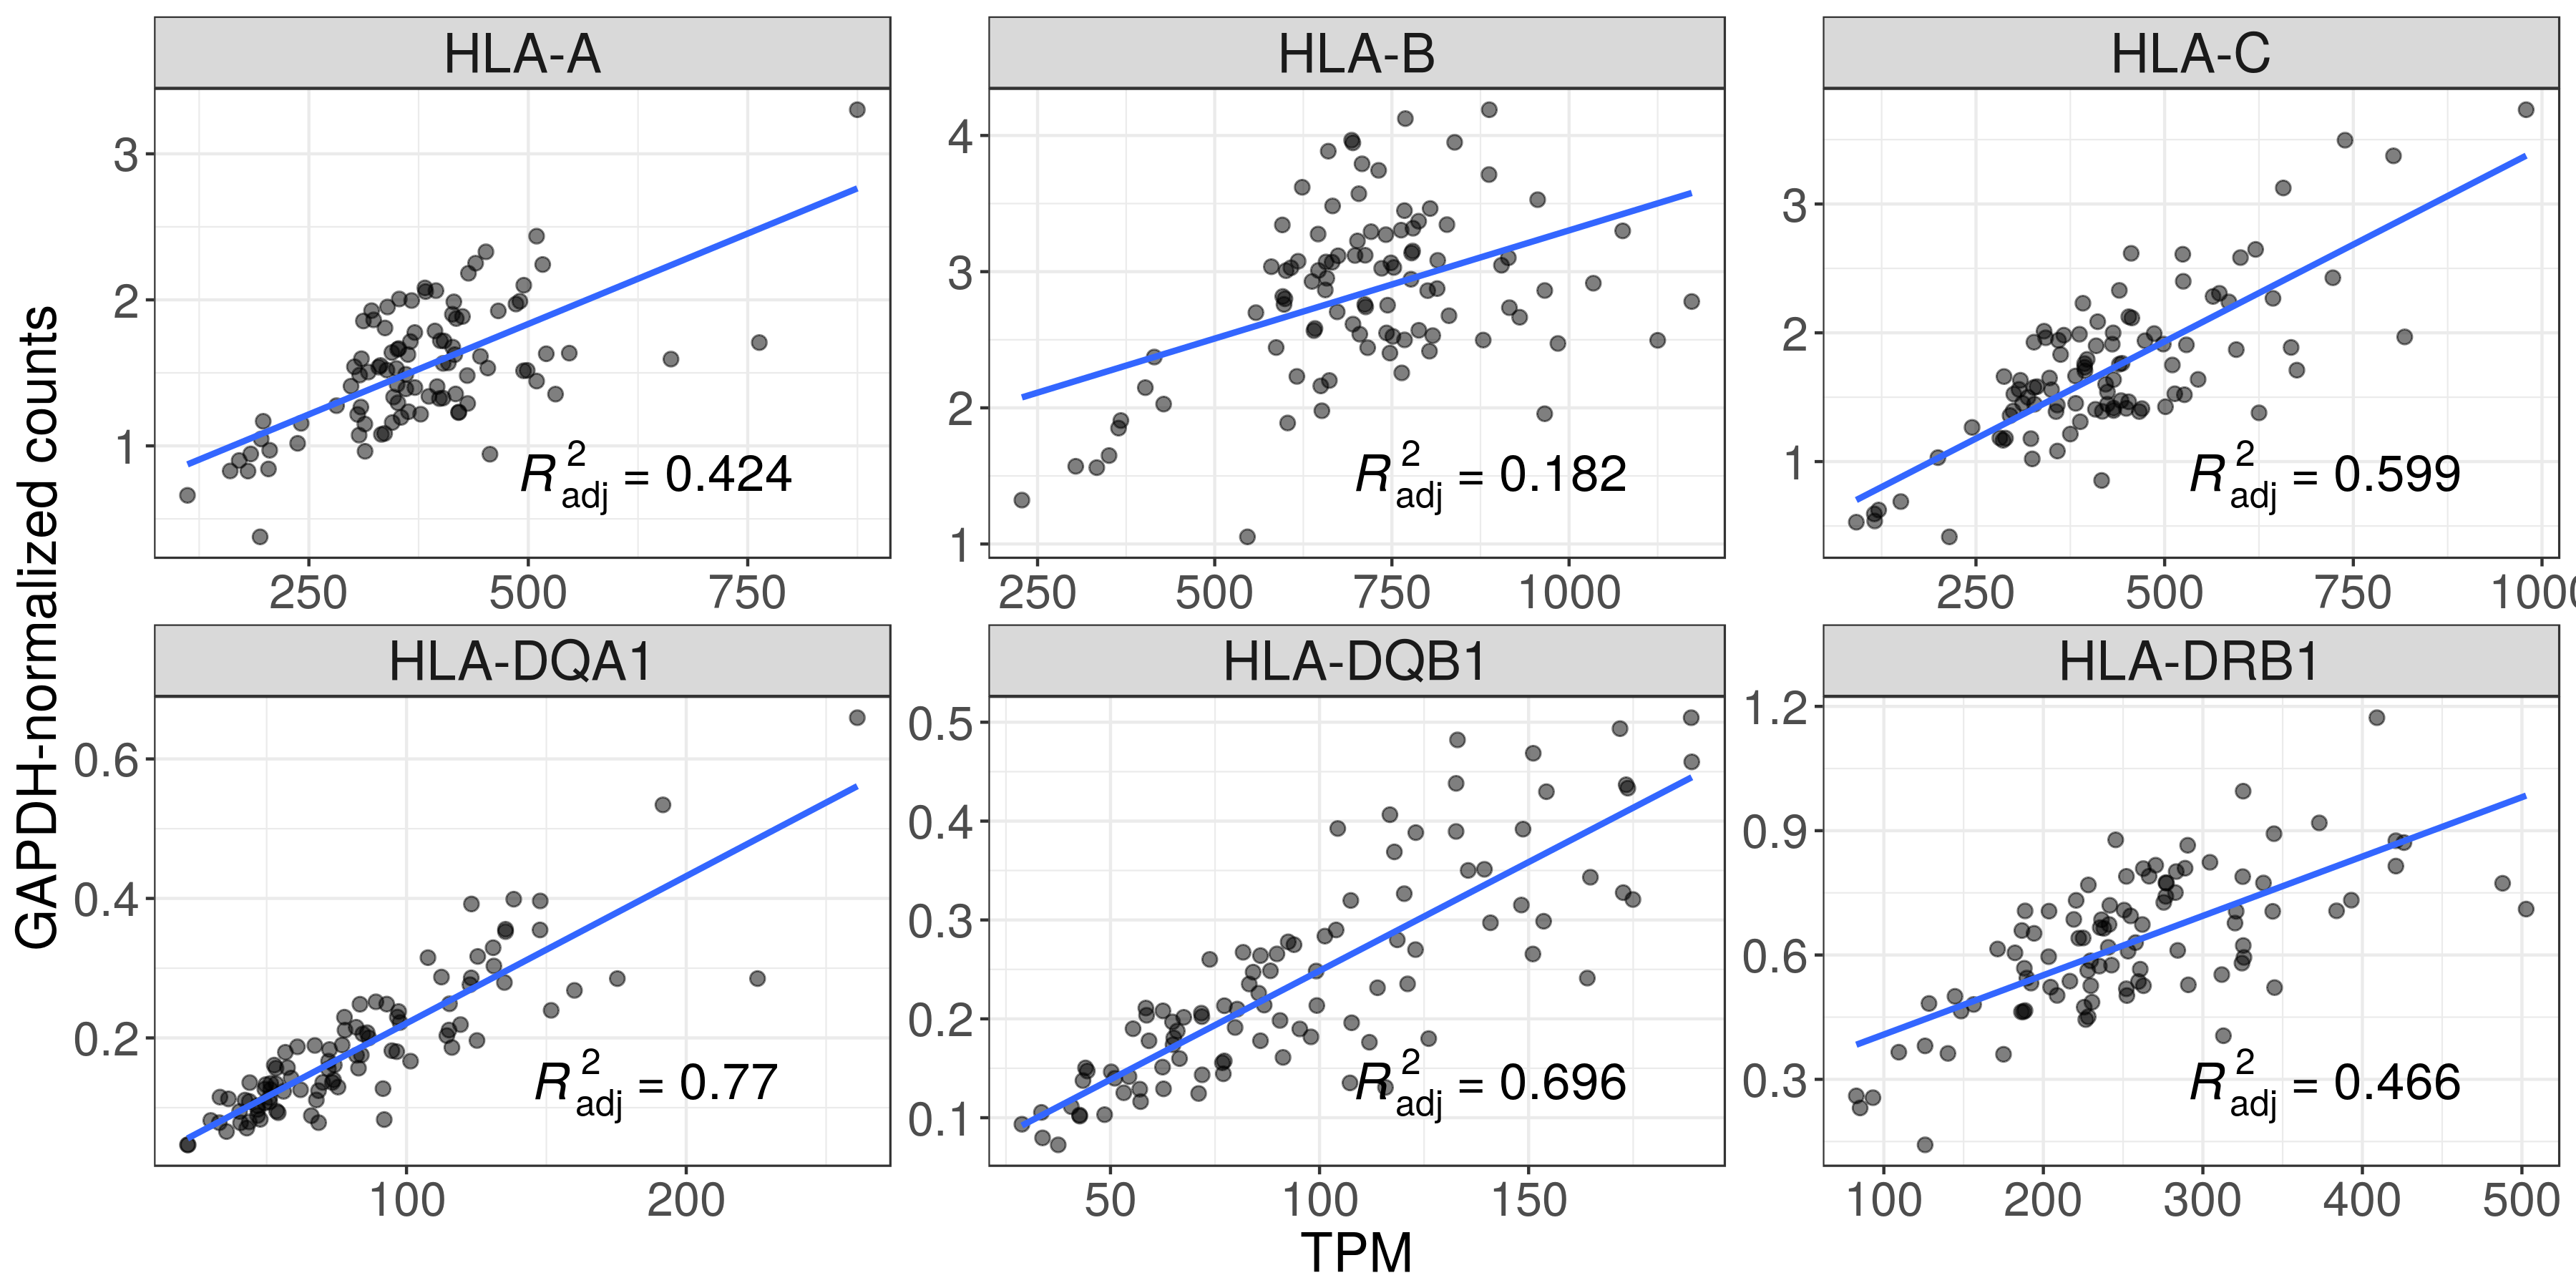 HLA-A HLA-B HLA-C
3
2
1
R²adj = 0.424
250 500 750
4
3
2
1
R²adj = 0.182
250 500 750 1000
3
2
1
R²adj = 0.599
250 500 750 1000
HLA-DQA1 HLA-DQB1 HLA-DRB1
0.6
0.4
0.2
R²adj = 0.77
100 200
0.5
0.4
0.3
0.2
0.1
R²adj = 0.696
50 100 150
1.2
0.9
0.6
0.3
R²adj = 0.466
100 200 300 400 500
GAPDH-normalized counts
TPM